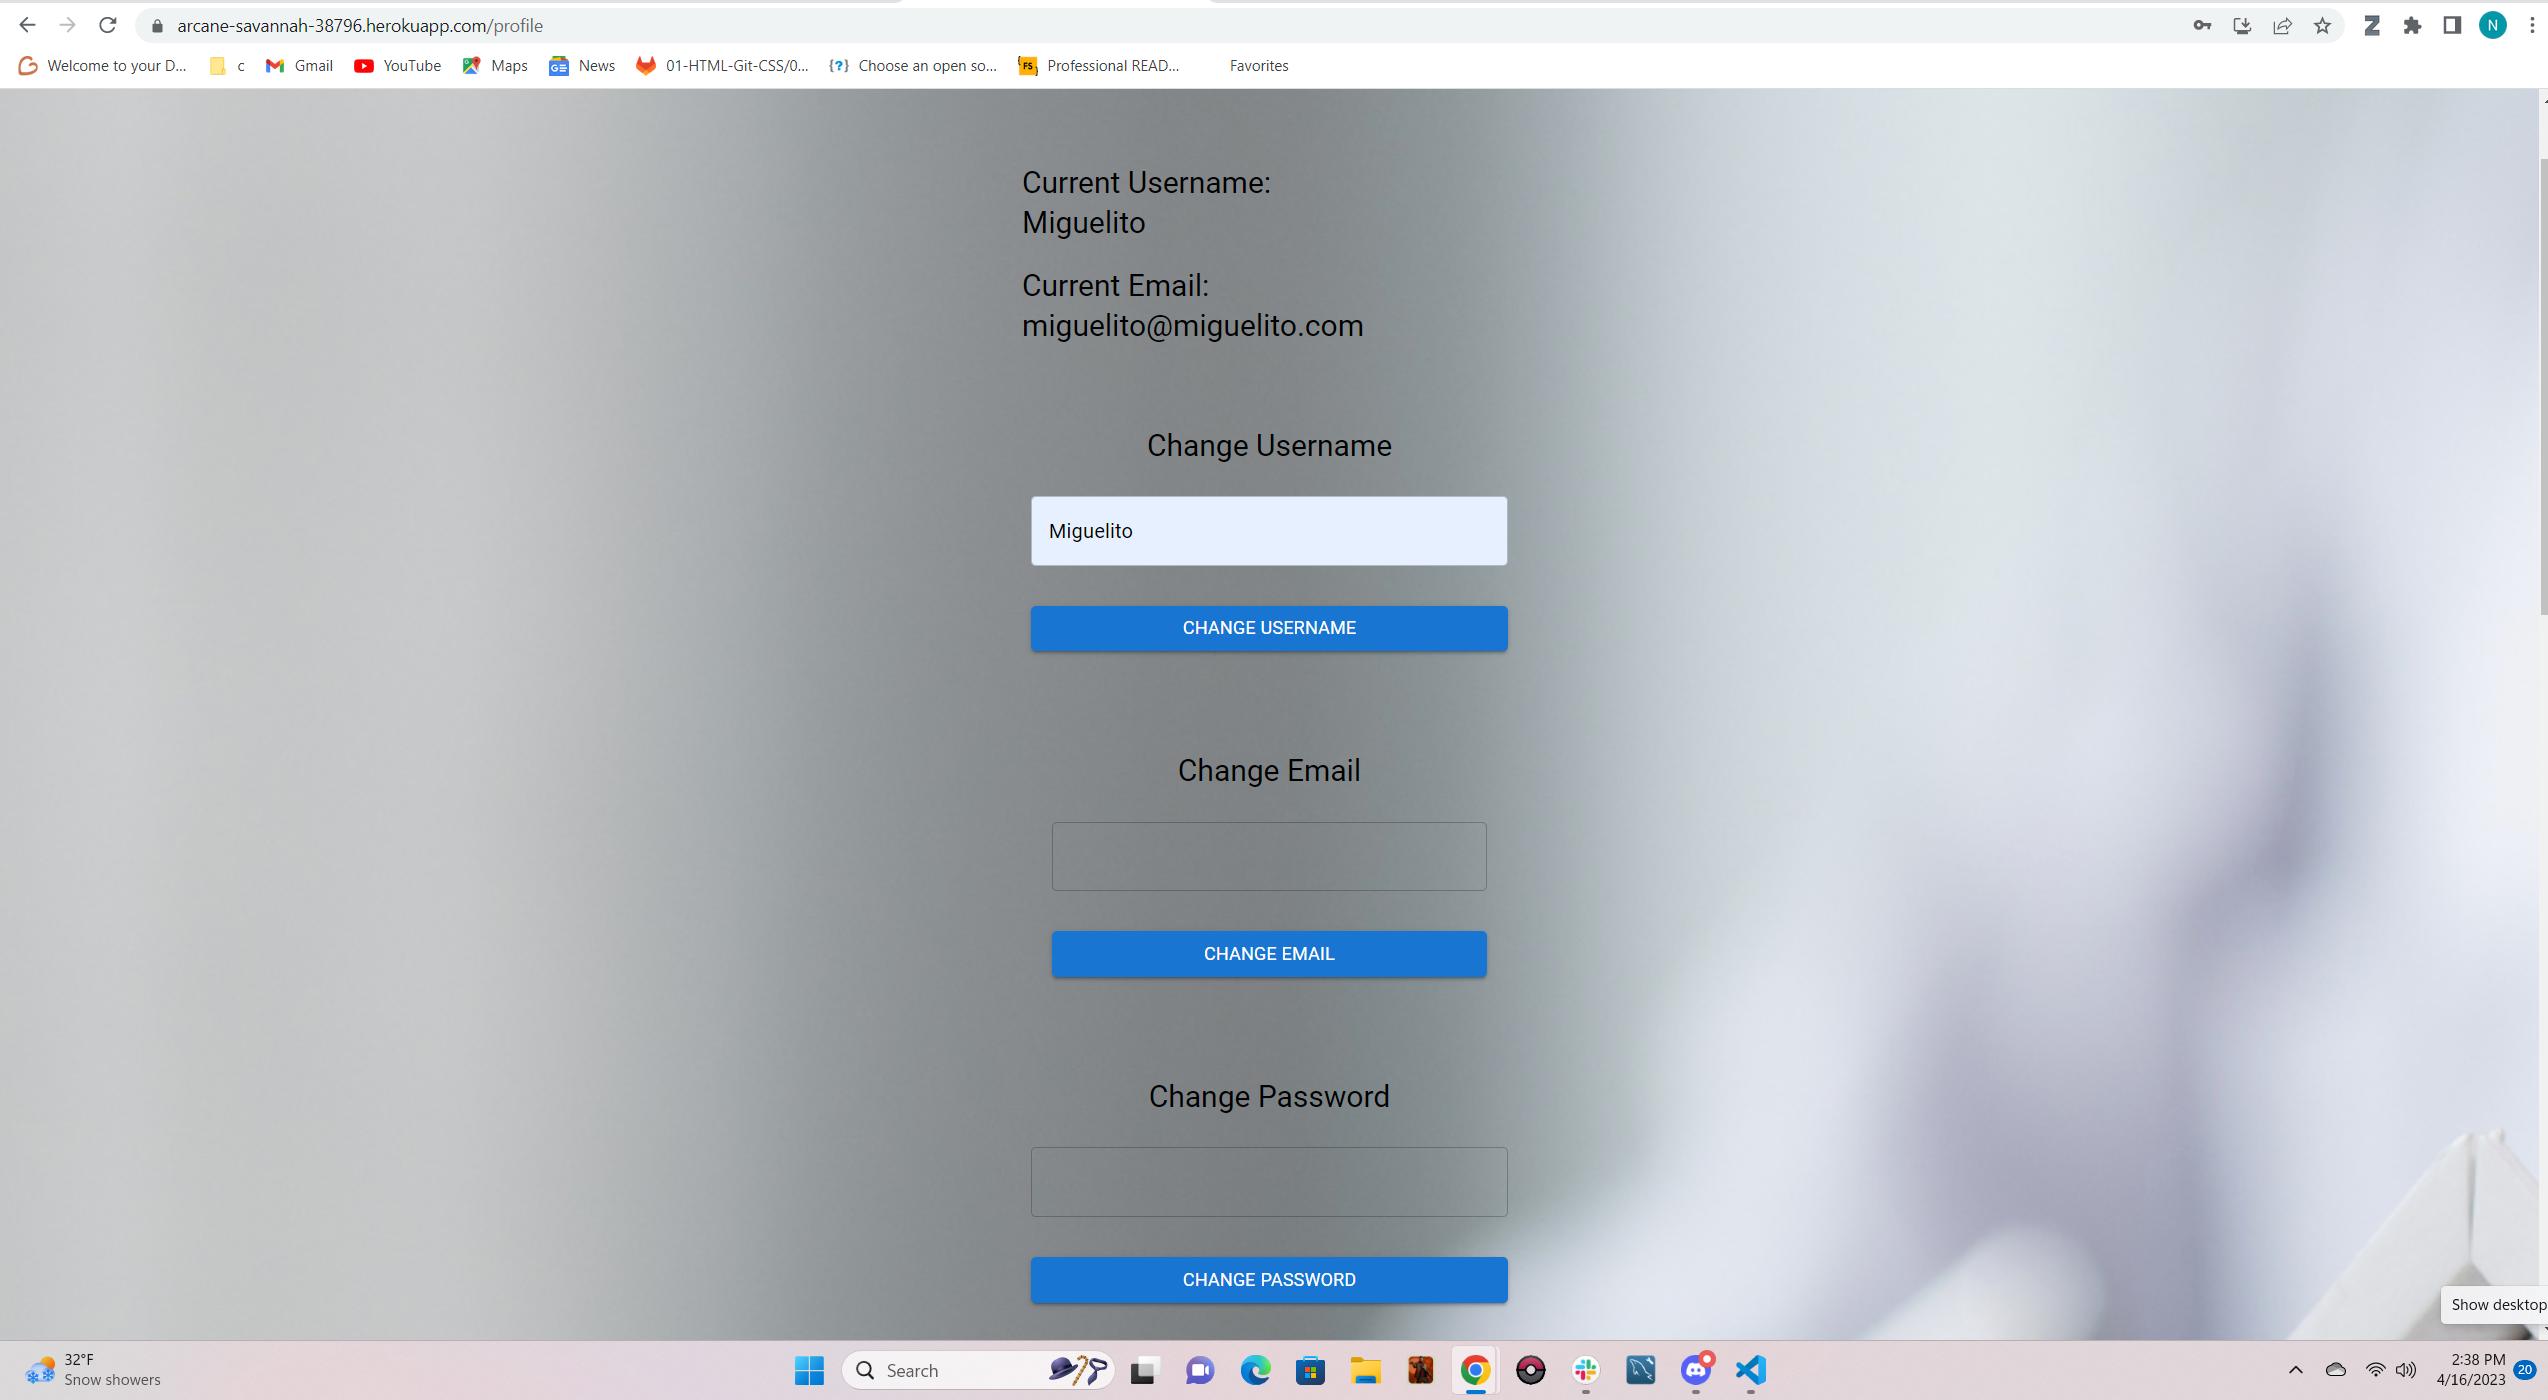 arcane-savannah-38796.herokuapp.com/profile
N
Welcome to your D...
c
Gmail
YouTube
Maps
GE
News
01-HTML-Git-CSS/0...
{?}
Choose an open so...
FS
Professional READ...
Favorites
Current Username:
Miguelito
Current Email:
miguelito@miguelito.com
Change Username
Miguelito
CHANGE USERNAME
Change Email
CHANGE EMAIL
Change Password
CHANGE PASSWORD
Show desktop
32°F
Snow showers
Search
2:38 PM
4/16/2023
20